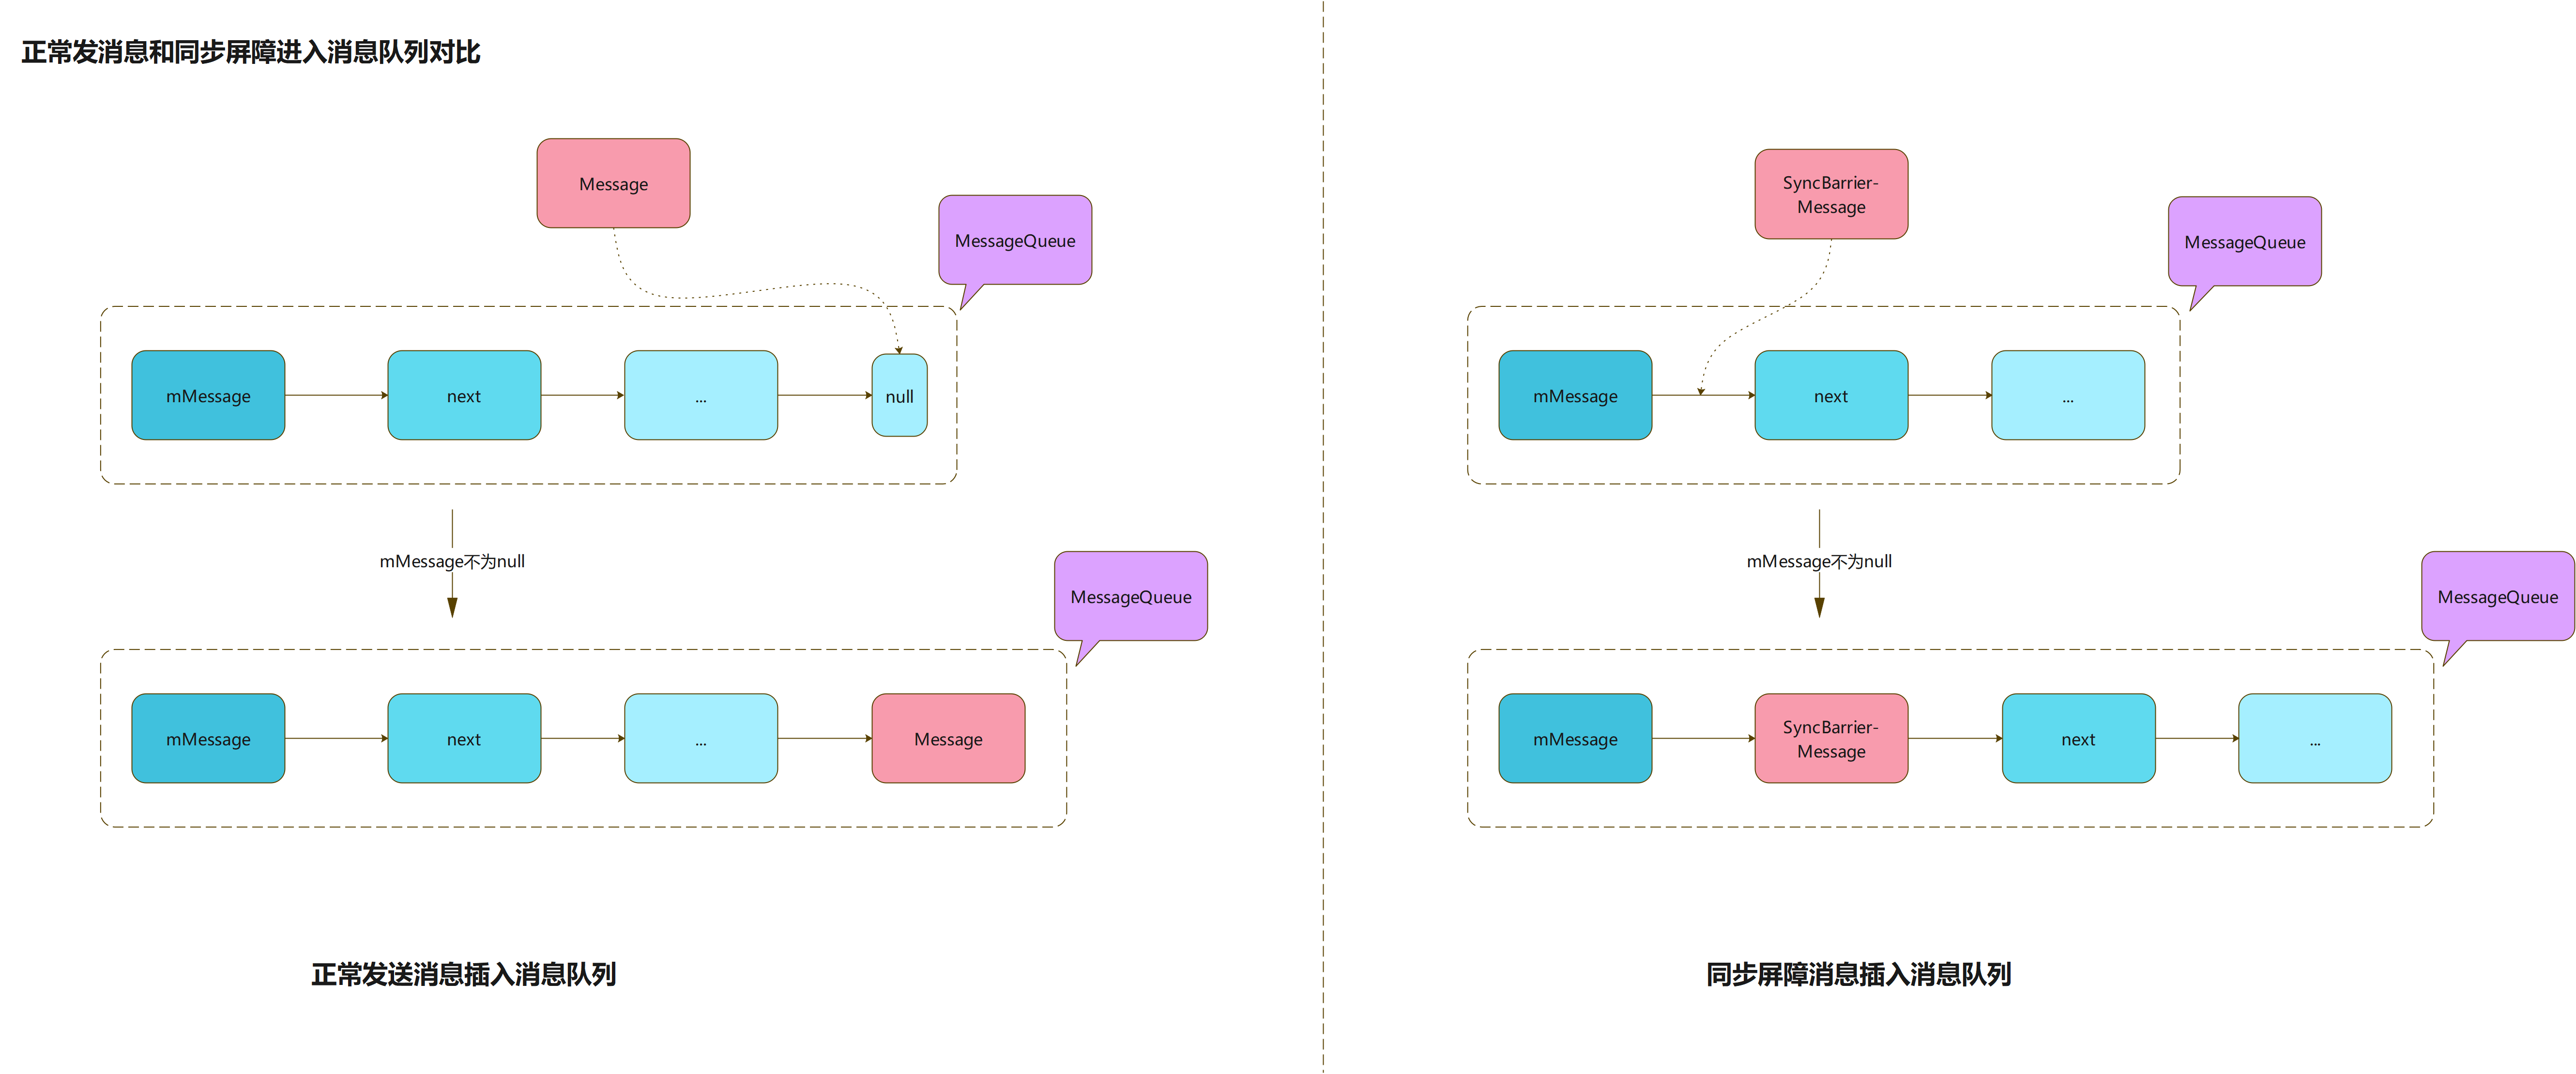 正常发消息和同步屏障进入消息队列对比
Message
MessageQueue
mMessage
next
...
null
mMessage不为null
MessageQueue
mMessage
next
...
Message
正常发送消息插入消息队列
SyncBarrier-
Message
MessageQueue
mMessage
next
...
mMessage不为null
MessageQueue
mMessage
SyncBarrier-
Message
next
...
同步屏障消息插入消息队列